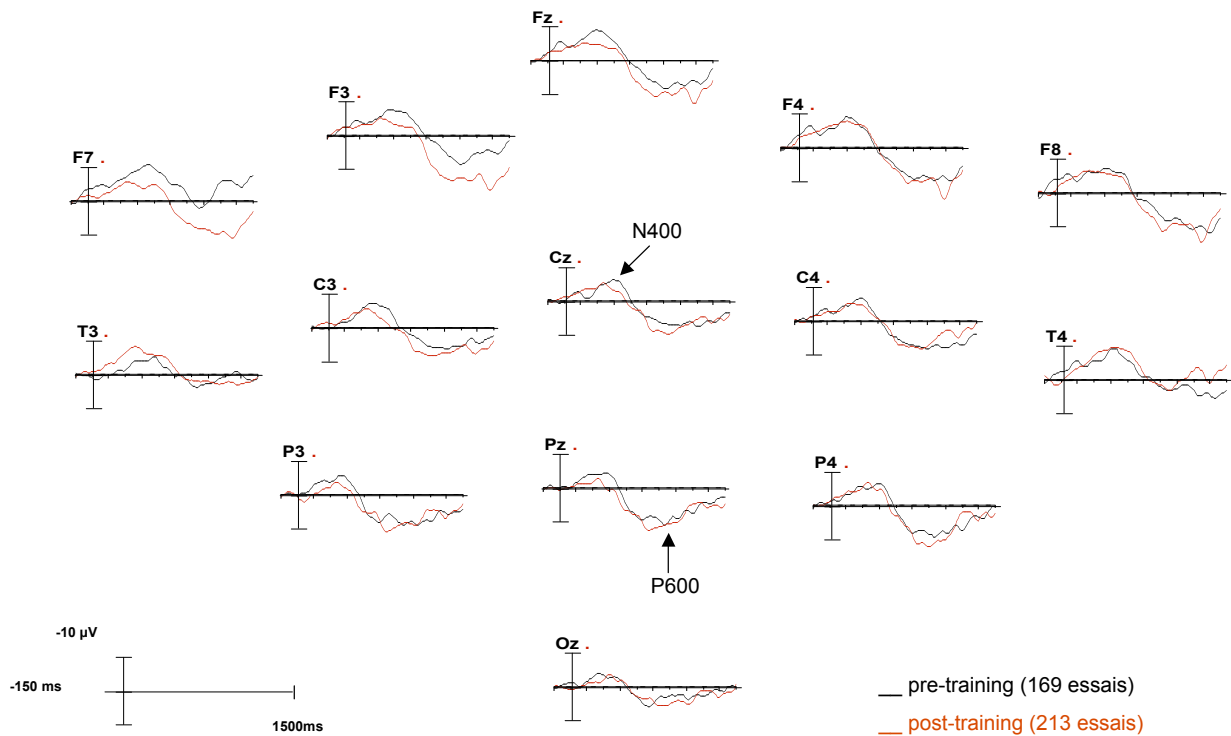 Fz .
F3 .
F4 .
F7 .
F8 .
N400
Cz .
C3 .
C4 .
T3 .
T4 .
P3 .
Pz .
P4 .
P600
-10 µV
-150 ms
1500ms
Oz .
__ pre-training (169 essais)
__ post-training (213 essais)